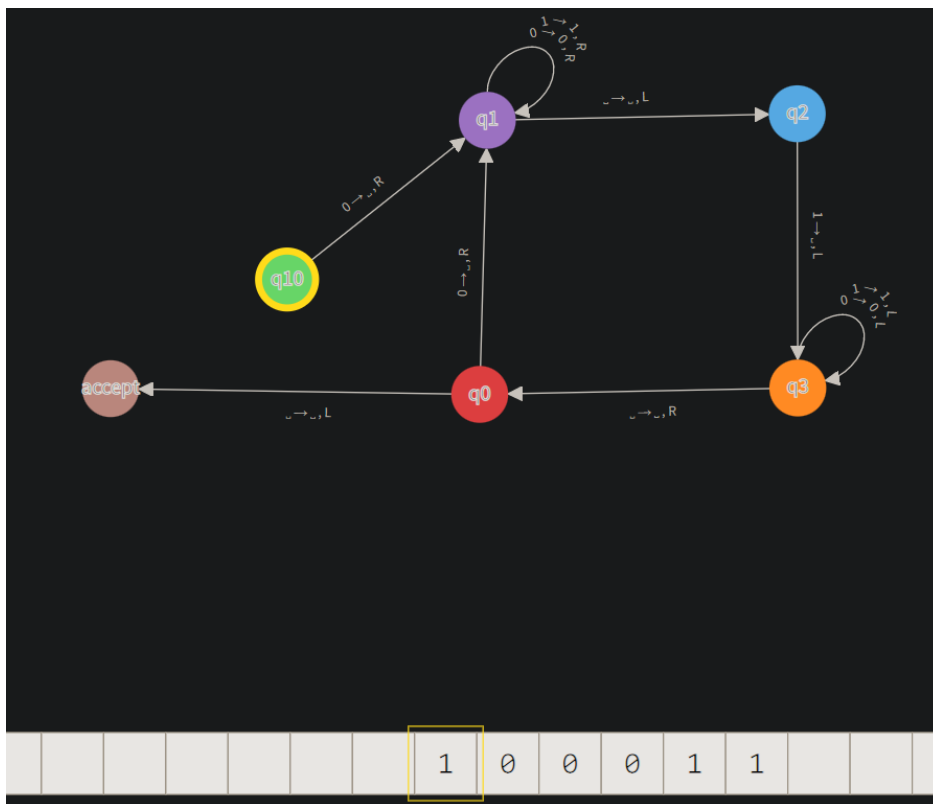 1→1,R
0→0,R
q1
␣→␣,L
q2
0→␣,R
1→␣,L
0→␣,R
q10
1→1,L
0→0,L
accept
q0
q3
␣→␣,L
␣→␣,R
1 0 0 0 1 1